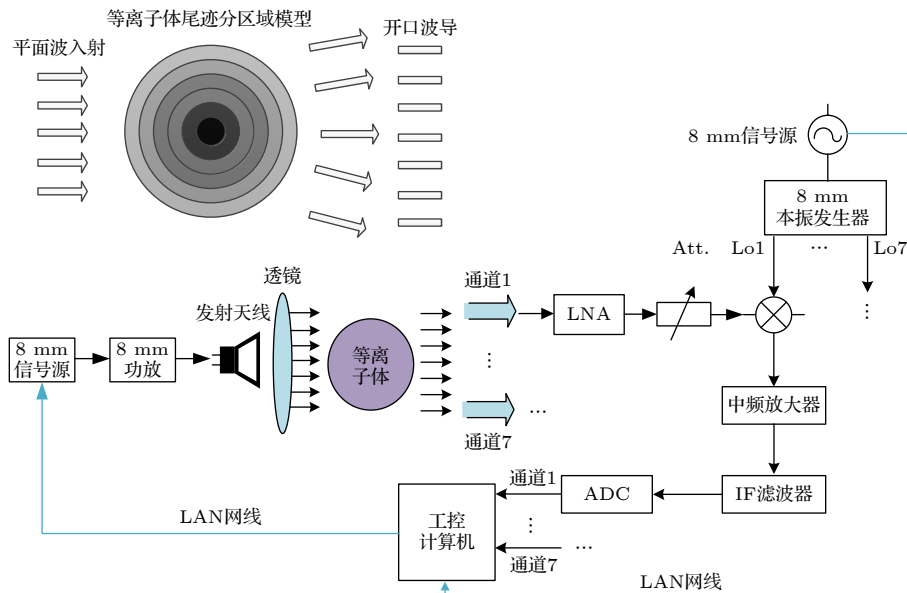 等离子体尾迹分区域模型
平面波入射
开口波导
8 mm信号源
8 mm
本振发生器
Att.
Lo1
…
Lo7
⋮
透镜
发射天线
8 mm
信号源
8 mm
功放
等离
子体
通道1
⋮
通道7
…
LNA
中频放大器
IF滤波器
ADC
通道1
⋮
通道7
…
工控
计算机
LAN网线
LAN网线